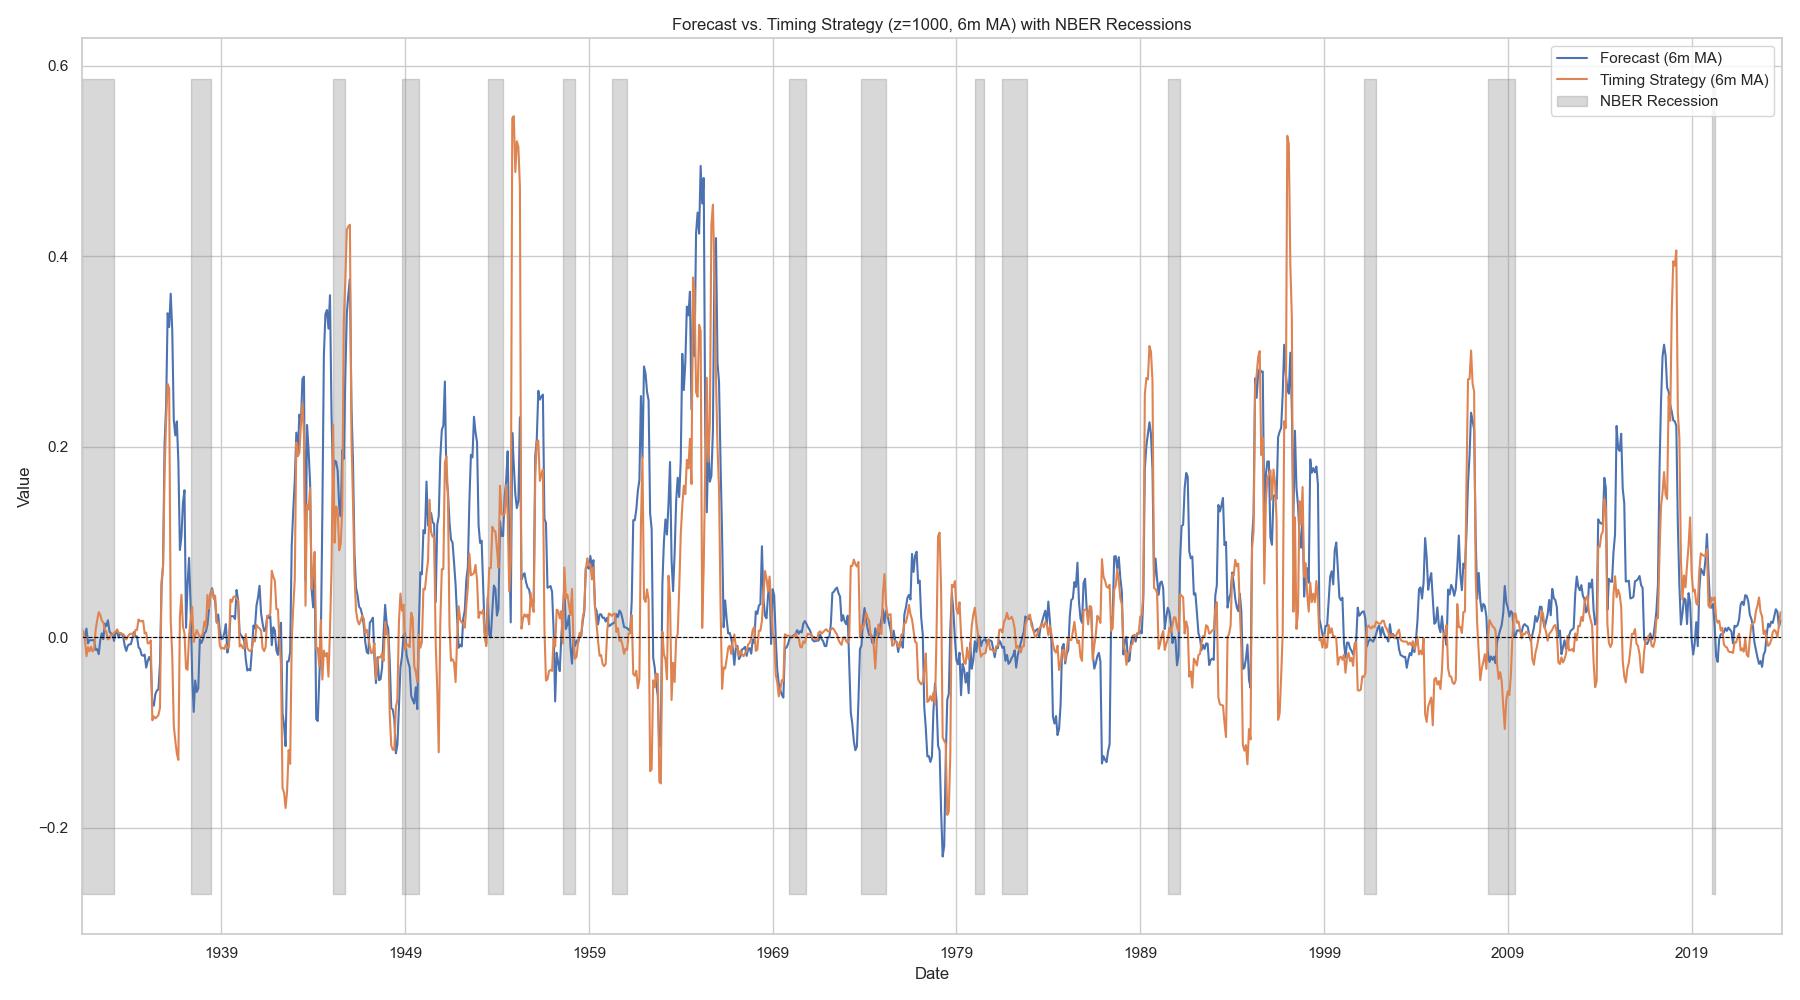 Forecast vs. Timing Strategy (z=1000, 6m MA) with NBER Recessions
Forecast (6m MA)
Timing Strategy (6m MA)
NBER Recession
Value
0.6
0.4
0.2
0.0
−0.2
1939 1949 1959 1969 1979 1989 1999 2009 2019
Date